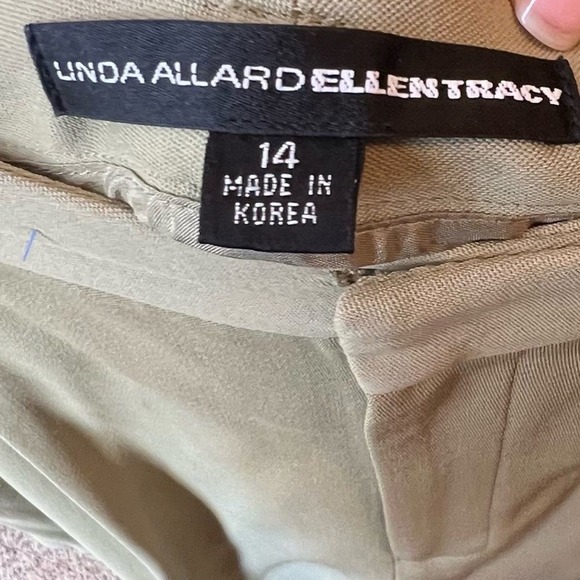 LINDA ALLARD ELLEN TRACY
14
MADE IN
KOREA